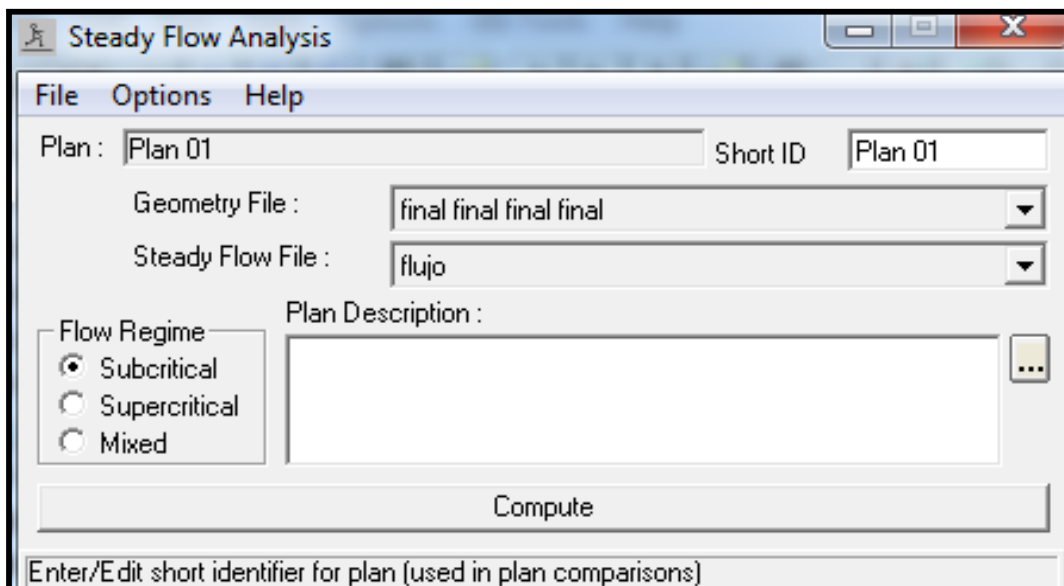 Steady Flow Analysis
File Options Help
Plan : Plan 01 Short ID Plan 01
Geometry File : final final final final
Steady Flow File : flujo
Plan Description :
Flow Regime
Subcritical
Supercritical
Mixed
...
Compute
Enter/Edit short identifier for plan (used in plan comparisons)